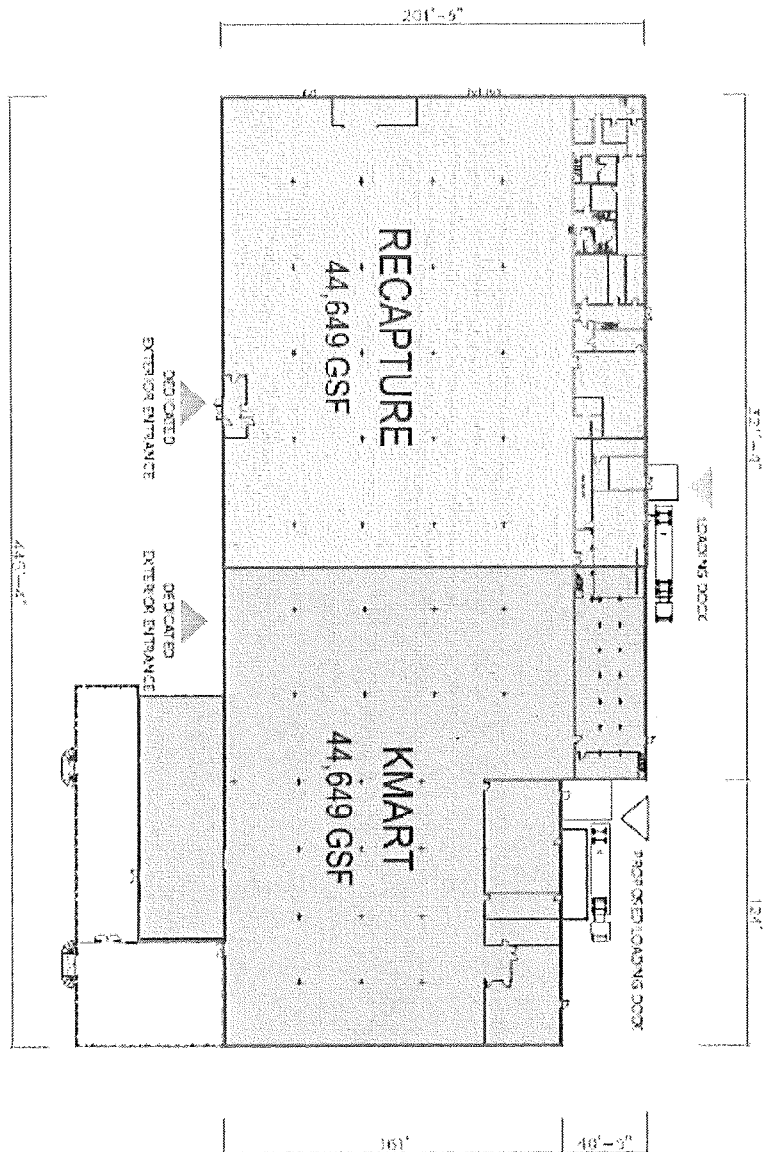 124'
LOADING DOCK
PROPOSED LOADING DOCK
201'-5"
40'-5"
161'
RECAPTURE
44,649 GSF
KMART
44,649 GSF
DEDICATED
EXTERIOR ENTRANCE
DEDICATED
EXTERIOR ENTRANCE
445'-4"